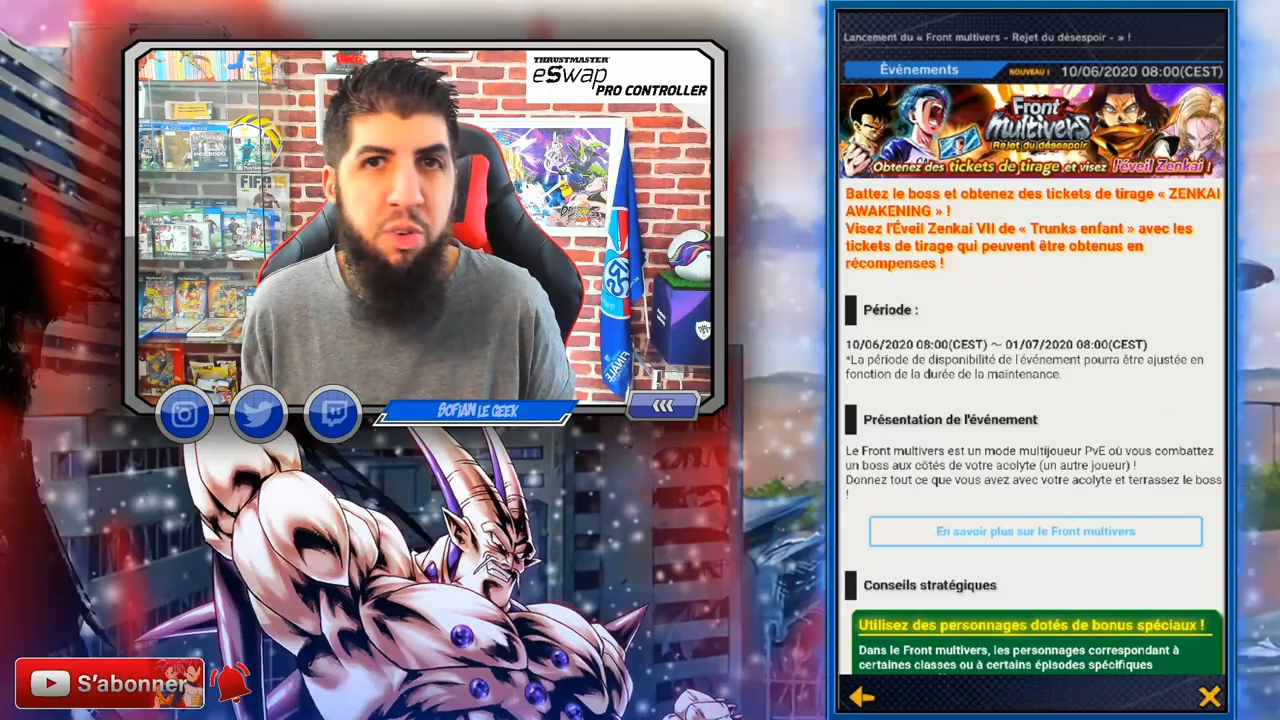 THRUSTMASTER
eSwap
PRO CONTROLLER
FIFA 15
FINALE
SOFIAN LE GEEK
S'abonner
Lancement du « Front multivers - Rejet du désespoir - » !
Événements NOUVEAU ! 10/06/2020 08:00(CEST)
Front
multivers
Rejet du désespoir
Obtenez des tickets de tirage et visez l'éveil Zenkai !
Battez le boss et obtenez des tickets de tirage « ZENKAI
AWAKENING » !
Visez l'Éveil Zenkai VII de « Trunks enfant » avec les
tickets de tirage qui peuvent être obtenus en
récompenses !
Période :
10/06/2020 08:00(CEST) ～ 01/07/2020 08:00(CEST)
*La période de disponibilité de l'événement pourra être ajustée en
fonction de la durée de la maintenance.
Présentation de l'événement
Le Front multivers est un mode multijoueur PvE où vous combattez
un boss aux côtés de votre acolyte (un autre joueur) !
Donnez tout ce que vous avez avec votre acolyte et terrassez le boss
!
En savoir plus sur le Front multivers
Conseils stratégiques
Utilisez des personnages dotés de bonus spéciaux !
Dans le Front multivers, les personnages correspondant à
certaines classes ou à certains épisodes spécifiques